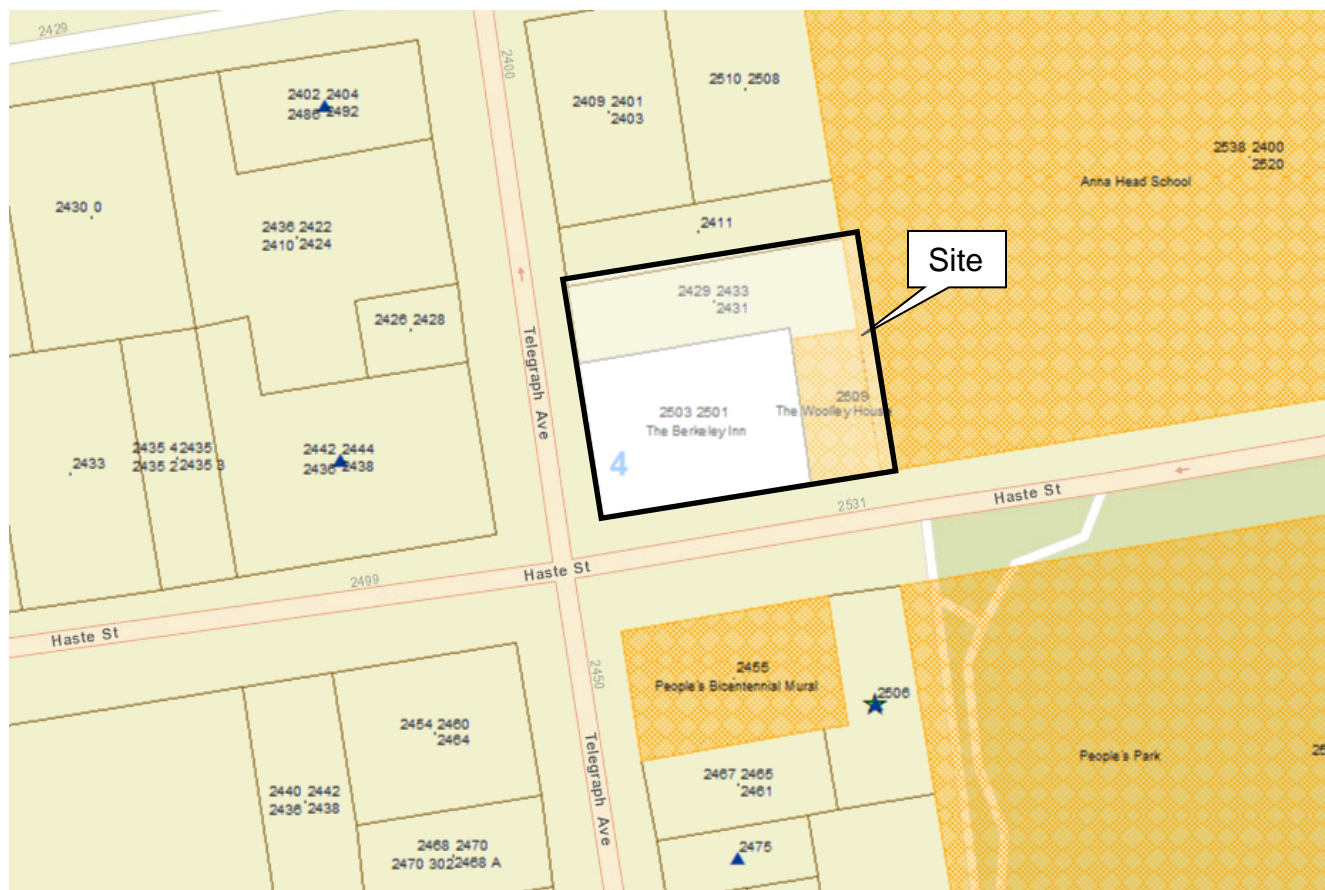 2429
2400
2402 2404
2486 2492
2409 2401
2403
2510 2508
2538 2400
2520
Anna Head School
2430 0
2436 2422
2410 2424
2411
Site
2429 2433
2431
2426 2428
Telegraph Ave
2509
The Woolley House
2503 2501
The Berkeley Inn
4
2433
2435 4 2435
2435 2 2435 3
2442 2444
2436 2438
2531
Haste St
2499
Haste St
Haste St
2450
2455
People's Bicentennial Mural
2506
2454 2460
2464
People's Park
25
Telegraph Ave
2467 2465
2461
2440 2442
2436 2438
2468 2470
2470 302 2468 A
2475